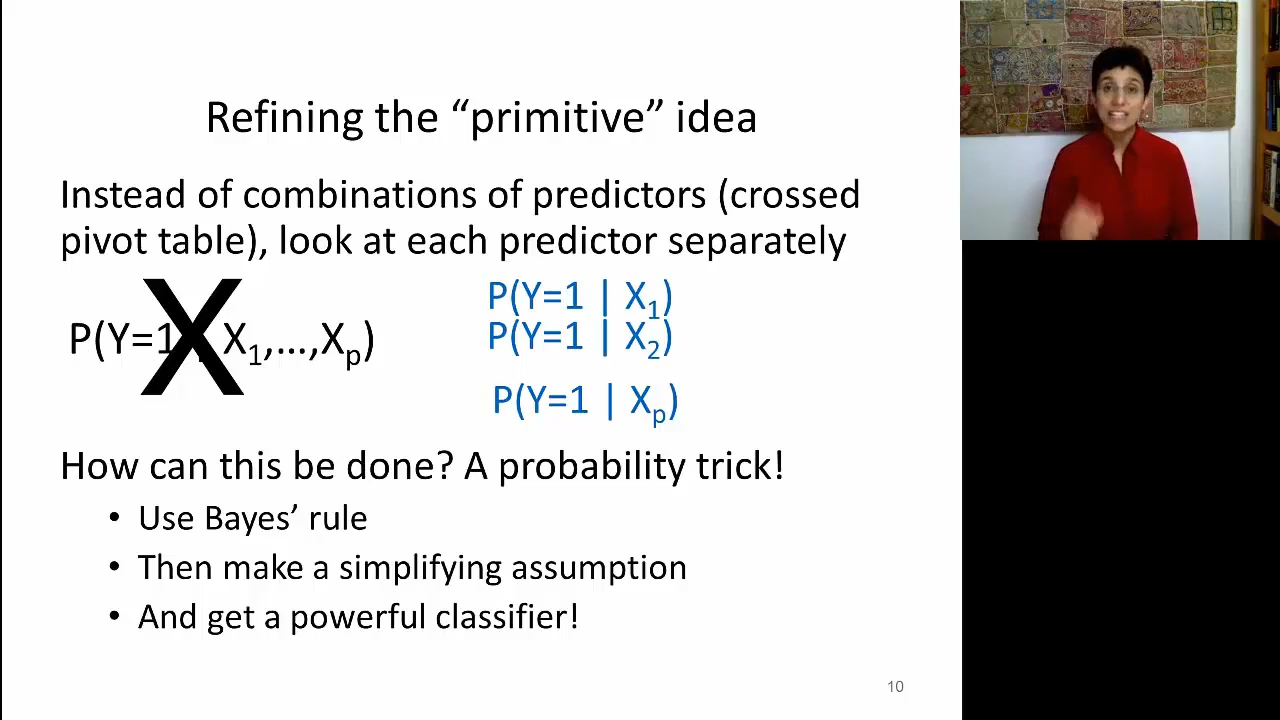 Refining the “primitive” idea
Instead of combinations of predictors (crossed
pivot table), look at each predictor separately
P(Y=1 | X1,…,Xp)
X
P(Y=1 | X1)
P(Y=1 | X2)
P(Y=1 | Xp)
How can this be done? A probability trick!
• Use Bayes’ rule
• Then make a simplifying assumption
• And get a powerful classifier!
10